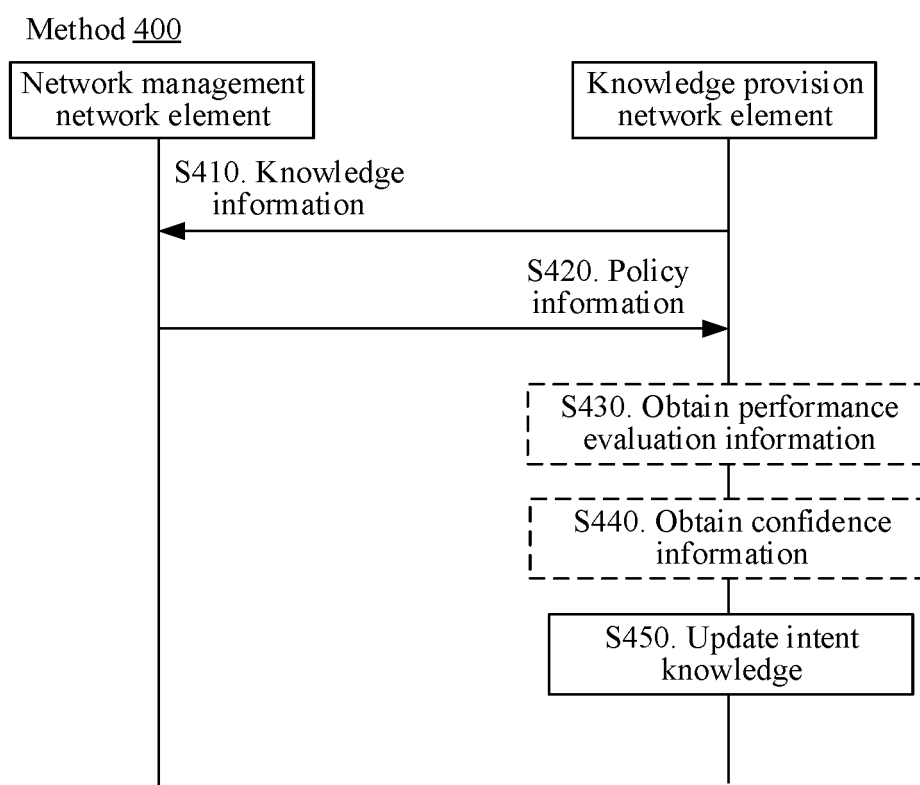 Method 400
Network management
network element
Knowledge provision
network element
S410. Knowledge
information
S420. Policy
information
S430. Obtain performance
evaluation information
S440. Obtain confidence
information
S450. Update intent
knowledge